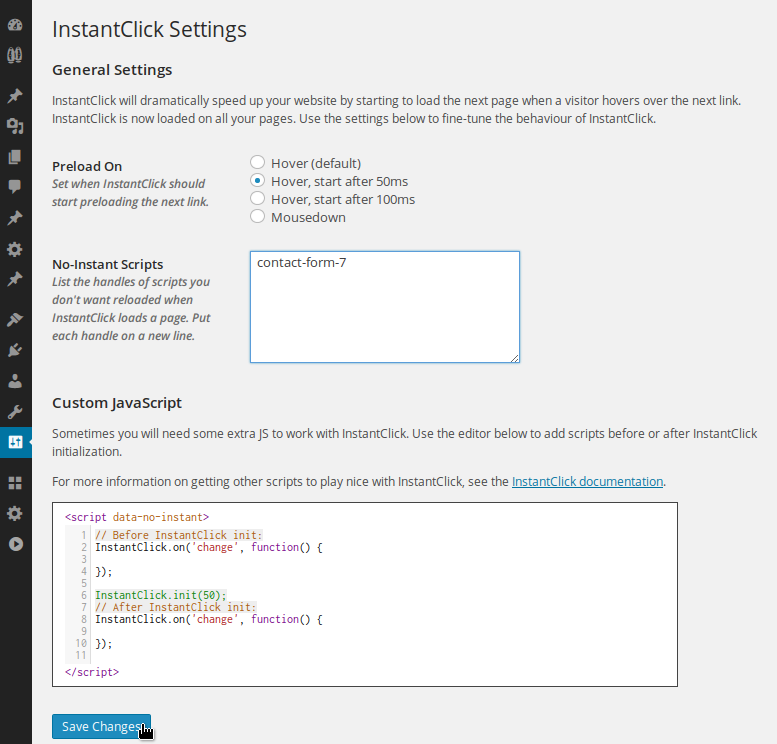 InstantClick Settings
General Settings
InstantClick will dramatically speed up your website by starting to load the next page when a visitor hovers over the next link.
InstantClick is now loaded on all your pages. Use the settings below to fine-tune the behaviour of InstantClick.
Preload On
Set when InstantClick should
start preloading the next link.
Hover (default)
Hover, start after 50ms
Hover, start after 100ms
Mousedown
No-Instant Scripts
List the handles of scripts you
don't want reloaded when
InstantClick loads a page. Put
each handle on a new line.
contact-form-7
Custom JavaScript
Sometimes you will need some extra JS to work with InstantClick. Use the editor below to add scripts before or after InstantClick
initialization.
For more information on getting other scripts to play nice with InstantClick, see the InstantClick documentation.
<script data-no-instant>
1 // Before InstantClick init:
2 InstantClick.on('change', function() {
3
4 });
5
6 InstantClick.init(50);
7 // After InstantClick init:
8 InstantClick.on('change', function() {
9
10 });
11
</script>
Save Changes